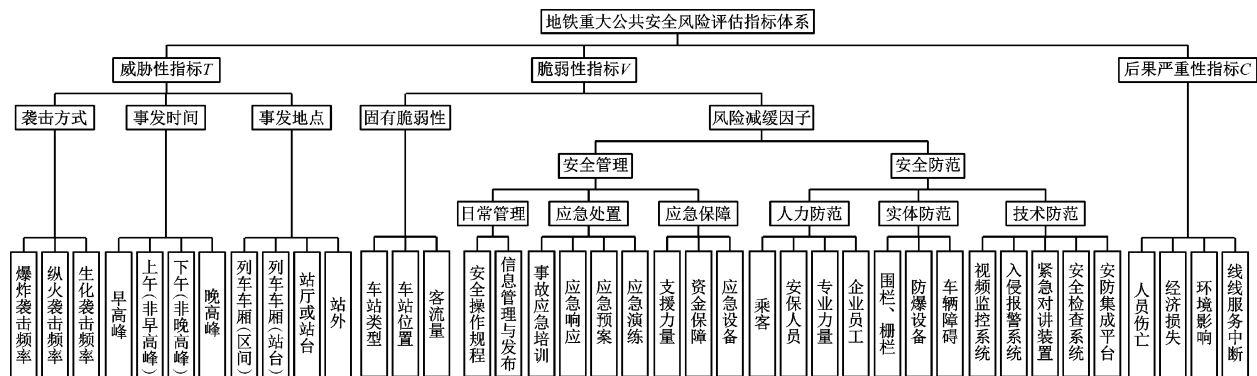 地铁重大公共安全风险评估指标体系
威胁性指标T
脆弱性指标V
后果严重性指标C
袭击方式
事发时间
事发地点
固有脆弱性
风险减缓因子
安全管理
安全防范
日常管理
应急处置
应急保障
人力防范
实体防范
技术防范
爆炸袭击频率
纵火袭击频率
生化袭击频率
早高峰
上午(非早高峰)
下午(非晚高峰)
晚高峰
列车车厢(区间)
列车车厢(站台)
站厅或站台
站外
车站类型
车站位置
客流量
安全操作规程
信息管理与发布
事故应急培训
应急响应
应急预案
应急演练
支援力量
资金保障
应急设备
乘客
安保人员
专业力量
企业员工
围栏、栅栏
防爆设备
车辆障碍
视频监控系统
入侵报警系统
紧急对讲装置
安全检查系统
安防集成平台
人员伤亡
经济损失
环境影响
线线服务中断